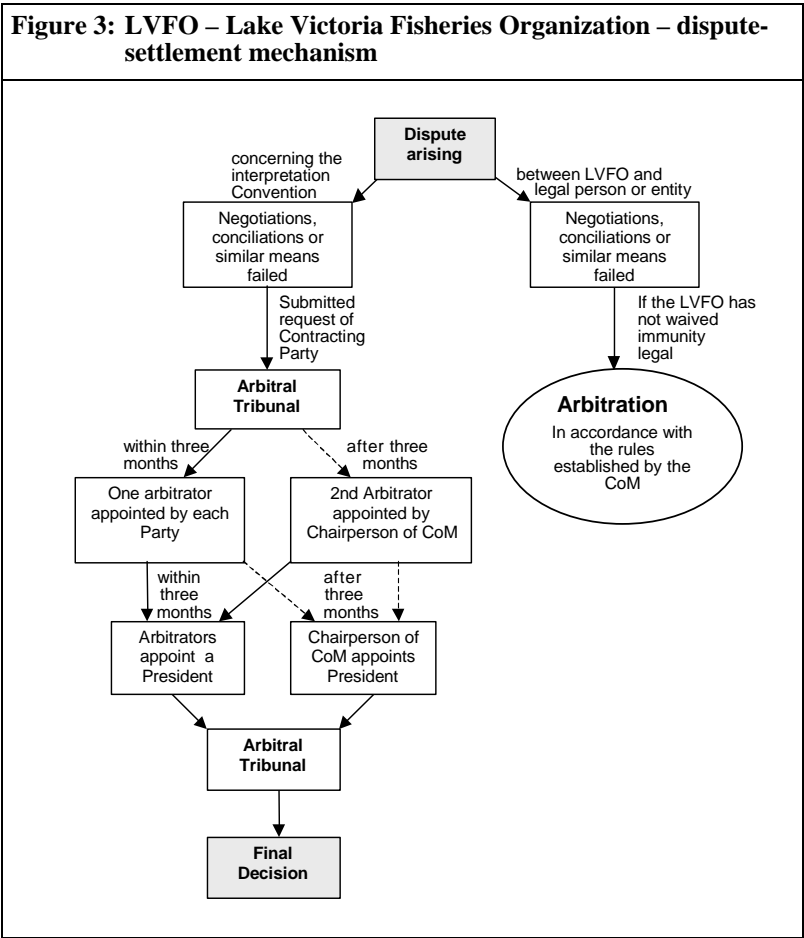 Figure 3: LVFO – Lake Victoria Fisheries Organization – dispute-
settlement mechanism
Dispute
arising
concerning the
interpretation
Convention
between LVFO and
legal person or entity
Negotiations,
conciliations or
similar means
failed
Negotiations,
conciliations or
similar means
failed
Submitted
request of
Contracting
Party
If the LVFO has
not waived
immunity
legal
Arbitral
Tribunal
Arbitration
In accordance with
the rules
established by the
CoM
within three
months
after three
months
One arbitrator
appointed by each
Party
2nd Arbitrator
appointed by
Chairperson of CoM
within
three
months
after
three
months
Arbitrators
appoint a
President
Chairperson of
CoM appoints
President
Arbitral
Tribunal
Final
Decision